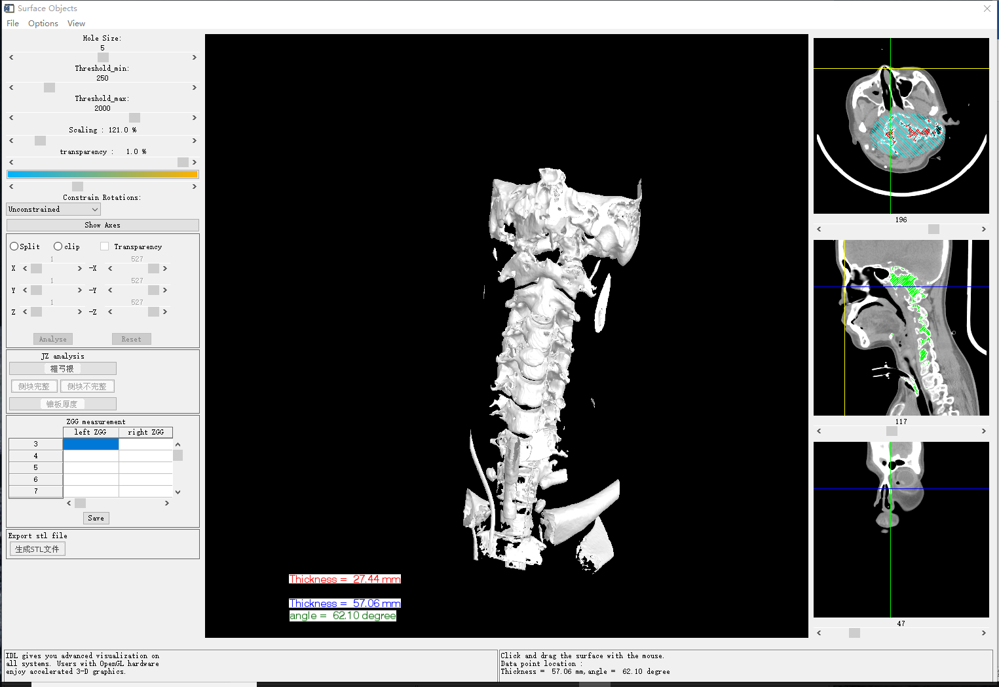 Surface Objects
File Options View
Hole Size:
5
Threshold_min:
250
Threshold_max:
2000
Scaling : 121.0 %
transparency : 1.0 %
Constrain Rotations:
Unconstrained
Show Axes
Split clip Transparency
1 527
X -X
1 527
Y -Y
1 527
Z -Z
Analyse Reset
JZ analysis
椎弓根
侧块完整 侧块不完整
锥板厚度
ZGG measurement
left ZGG right ZGG
3
4
5
6
7
Save
Export stl file
生成STL文件
Thickness = 27.44 mm
Thickness = 57.06 mm
angle = 62.10 degree
196
117
47
IDL gives you advanced visualization on
all systems. Users with OpenGL hardware
enjoy accelerated 3-D graphics.
Click and drag the surface with the mouse.
Data point location :
Thickness = 57.06 mm,angle = 62.10 degree